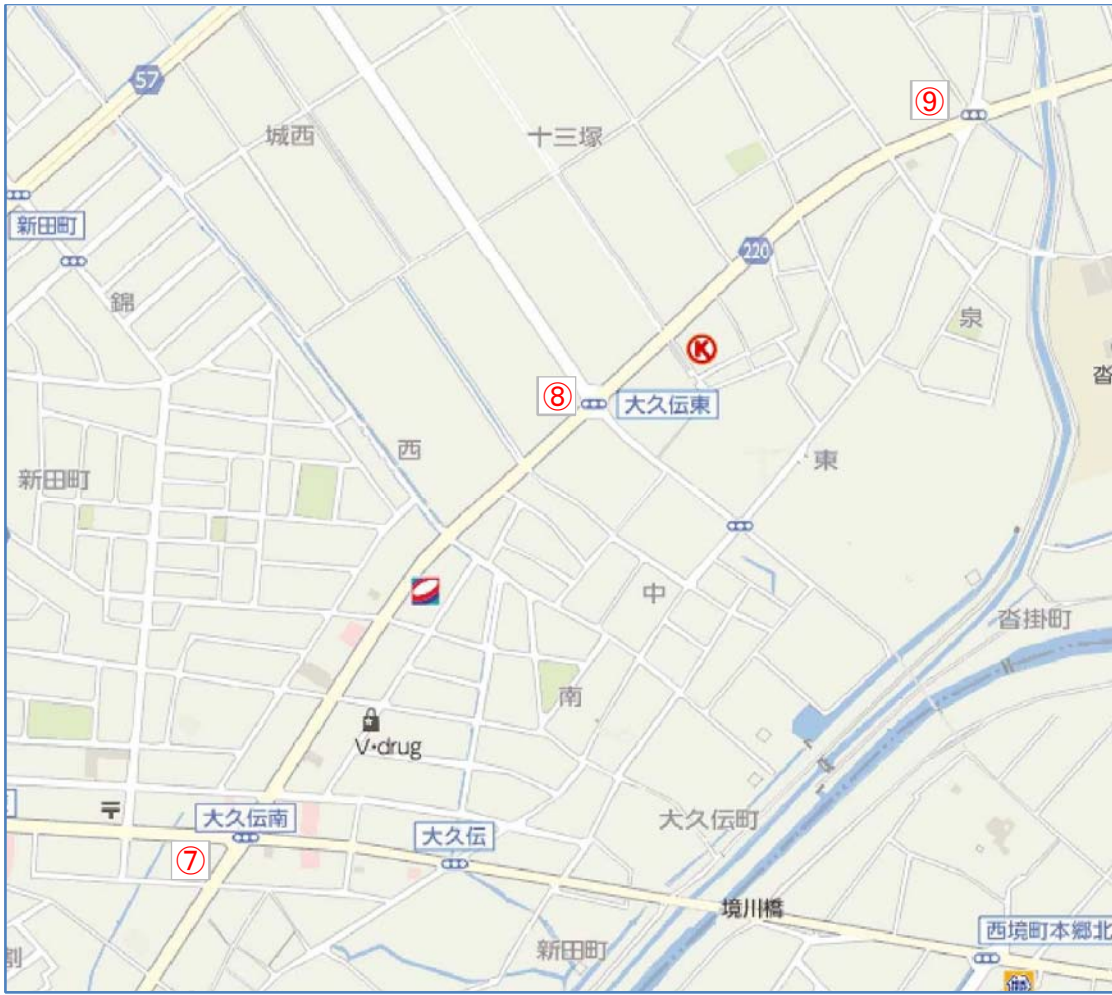 57
⑨
城西
十三塚
新田町
220
錦
泉
Ⓚ
沓
⑧
大久伝東
西
東
新田町
中
沓掛町
南
V・drug
大久伝南
大久伝
大久伝町
⑦
境川橋
西境町本郷北
新田町
割